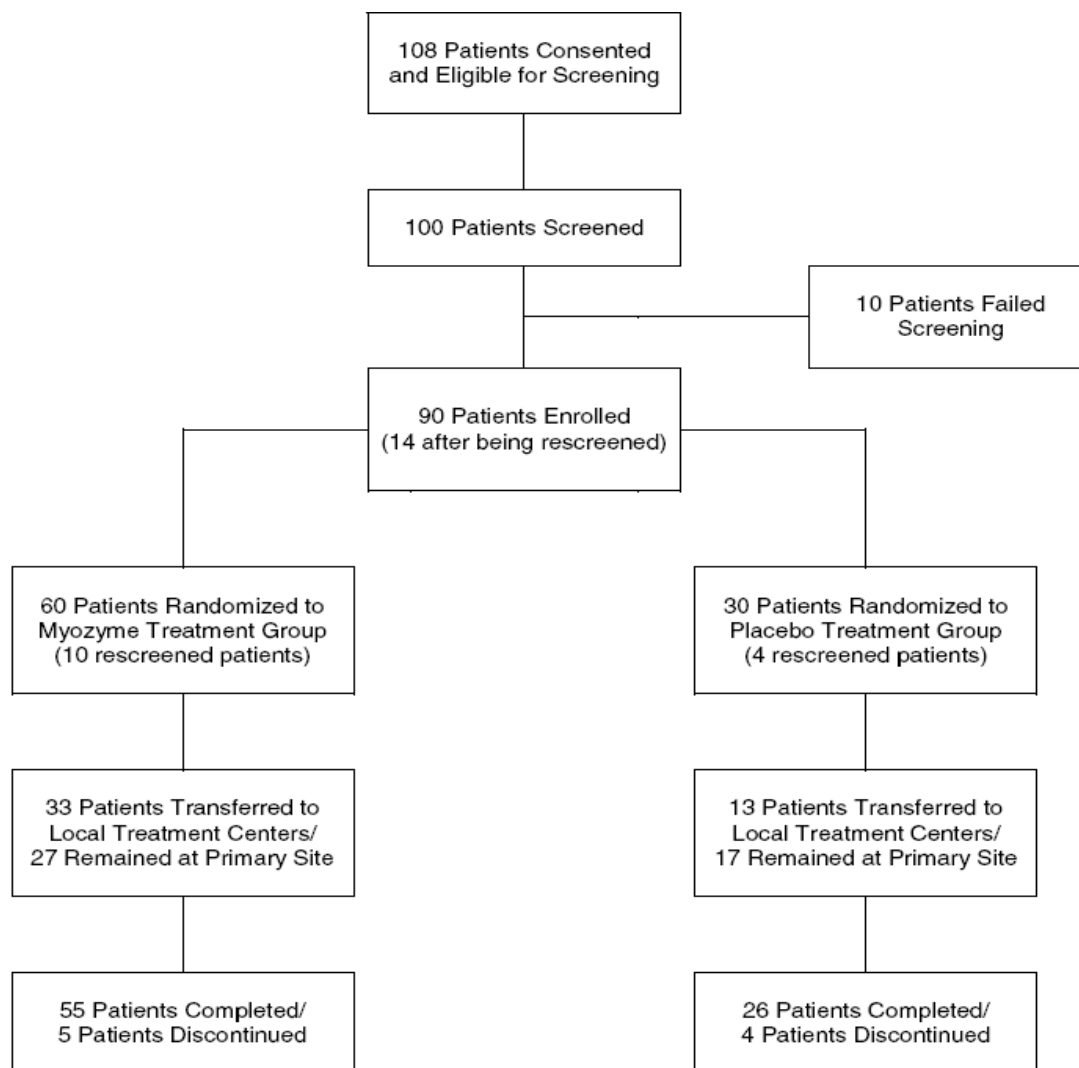 108 Patients Consented
and Eligible for Screening
100 Patients Screened
10 Patients Failed
Screening
90 Patients Enrolled
(14 after being rescreened)
60 Patients Randomized to
Myozyme Treatment Group
(10 rescreened patients)
30 Patients Randomized to
Placebo Treatment Group
(4 rescreened patients)
33 Patients Transferred to
Local Treatment Centers/
27 Remained at Primary Site
13 Patients Transferred to
Local Treatment Centers/
17 Remained at Primary Site
55 Patients Completed/
5 Patients Discontinued
26 Patients Completed/
4 Patients Discontinued